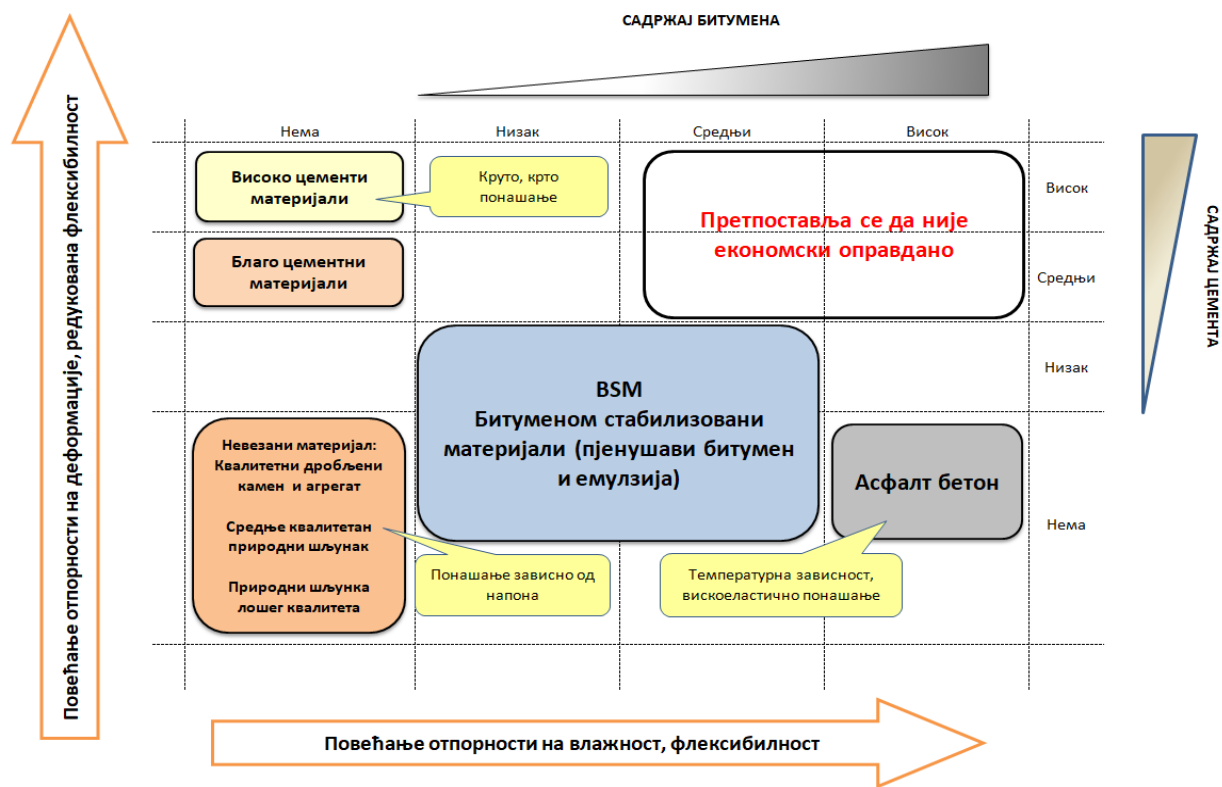 САДРЖАЈ БИТУМЕНА
Нема
Низак
Средњи
Висок
Високо цементи
материјали
Круто, крто
понашање
Претпоставља се да није
економски оправдано
Висок
Благо цементни
материјали
Средњи
САДРЖАЈ ЦЕМЕНТА
Повећање отпорности на деформације, редукована флексибилност
BSM
Битуменом стабилизовани
материјали (пјенушави битумен
и емулзија)
Низак
Невезани материјал:
Квалитетни дробљени
камен и агрегат
Средње квалитетан
природни шљунак
Природни шљунка
лошег квалитета
Асфалт бетон
Нема
Понашање зависно од
напона
Температурна зависност,
вискоеластично понашање
Повећање отпорности на влажност, флексибилност